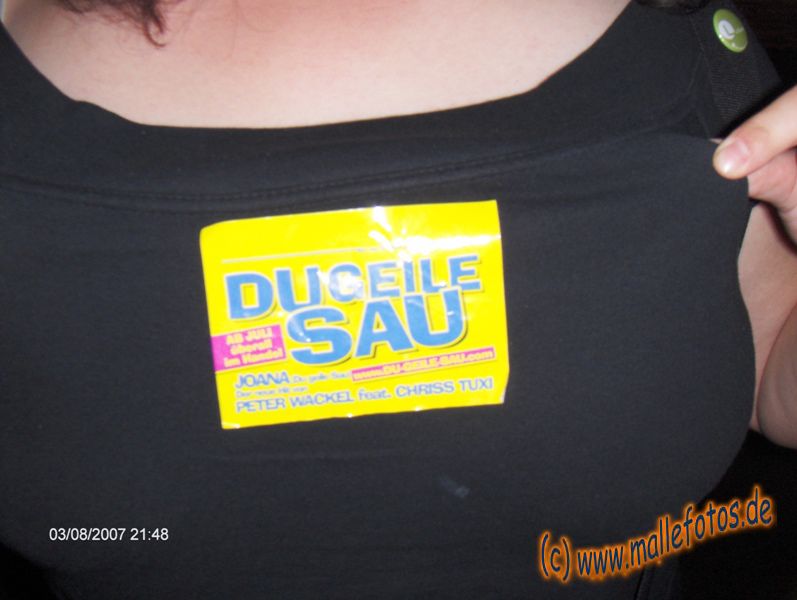 DU GEILE
SAU
AB JULI
überall
im Handel
JOANA Du geile Sau! www.DU-GEILE-SAU.com
Der neue Hit von
PETER WACKEL feat. CHRISS TUXI
03/08/2007 21:48
(c) www.mallefotos.de